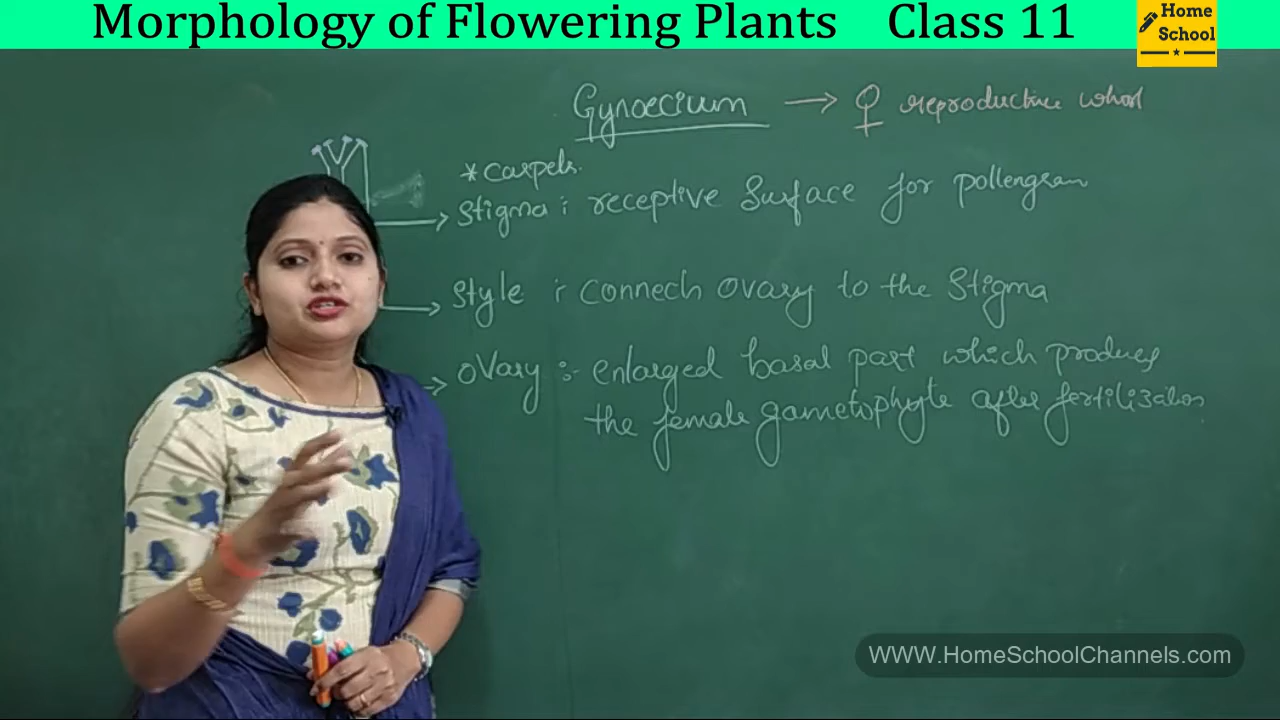 Morphology of Flowering Plants Class 11
Home
School
Gynoecium → ♀ reproductive whorl
*Carpels.
Stigma : receptive Surface for pollengrain
Style : Connects Ovary to the Stigma
Ovary :- enlarged basal part which produces
the female gametophyte after fertilization
WWW.HomeSchoolChannels.com